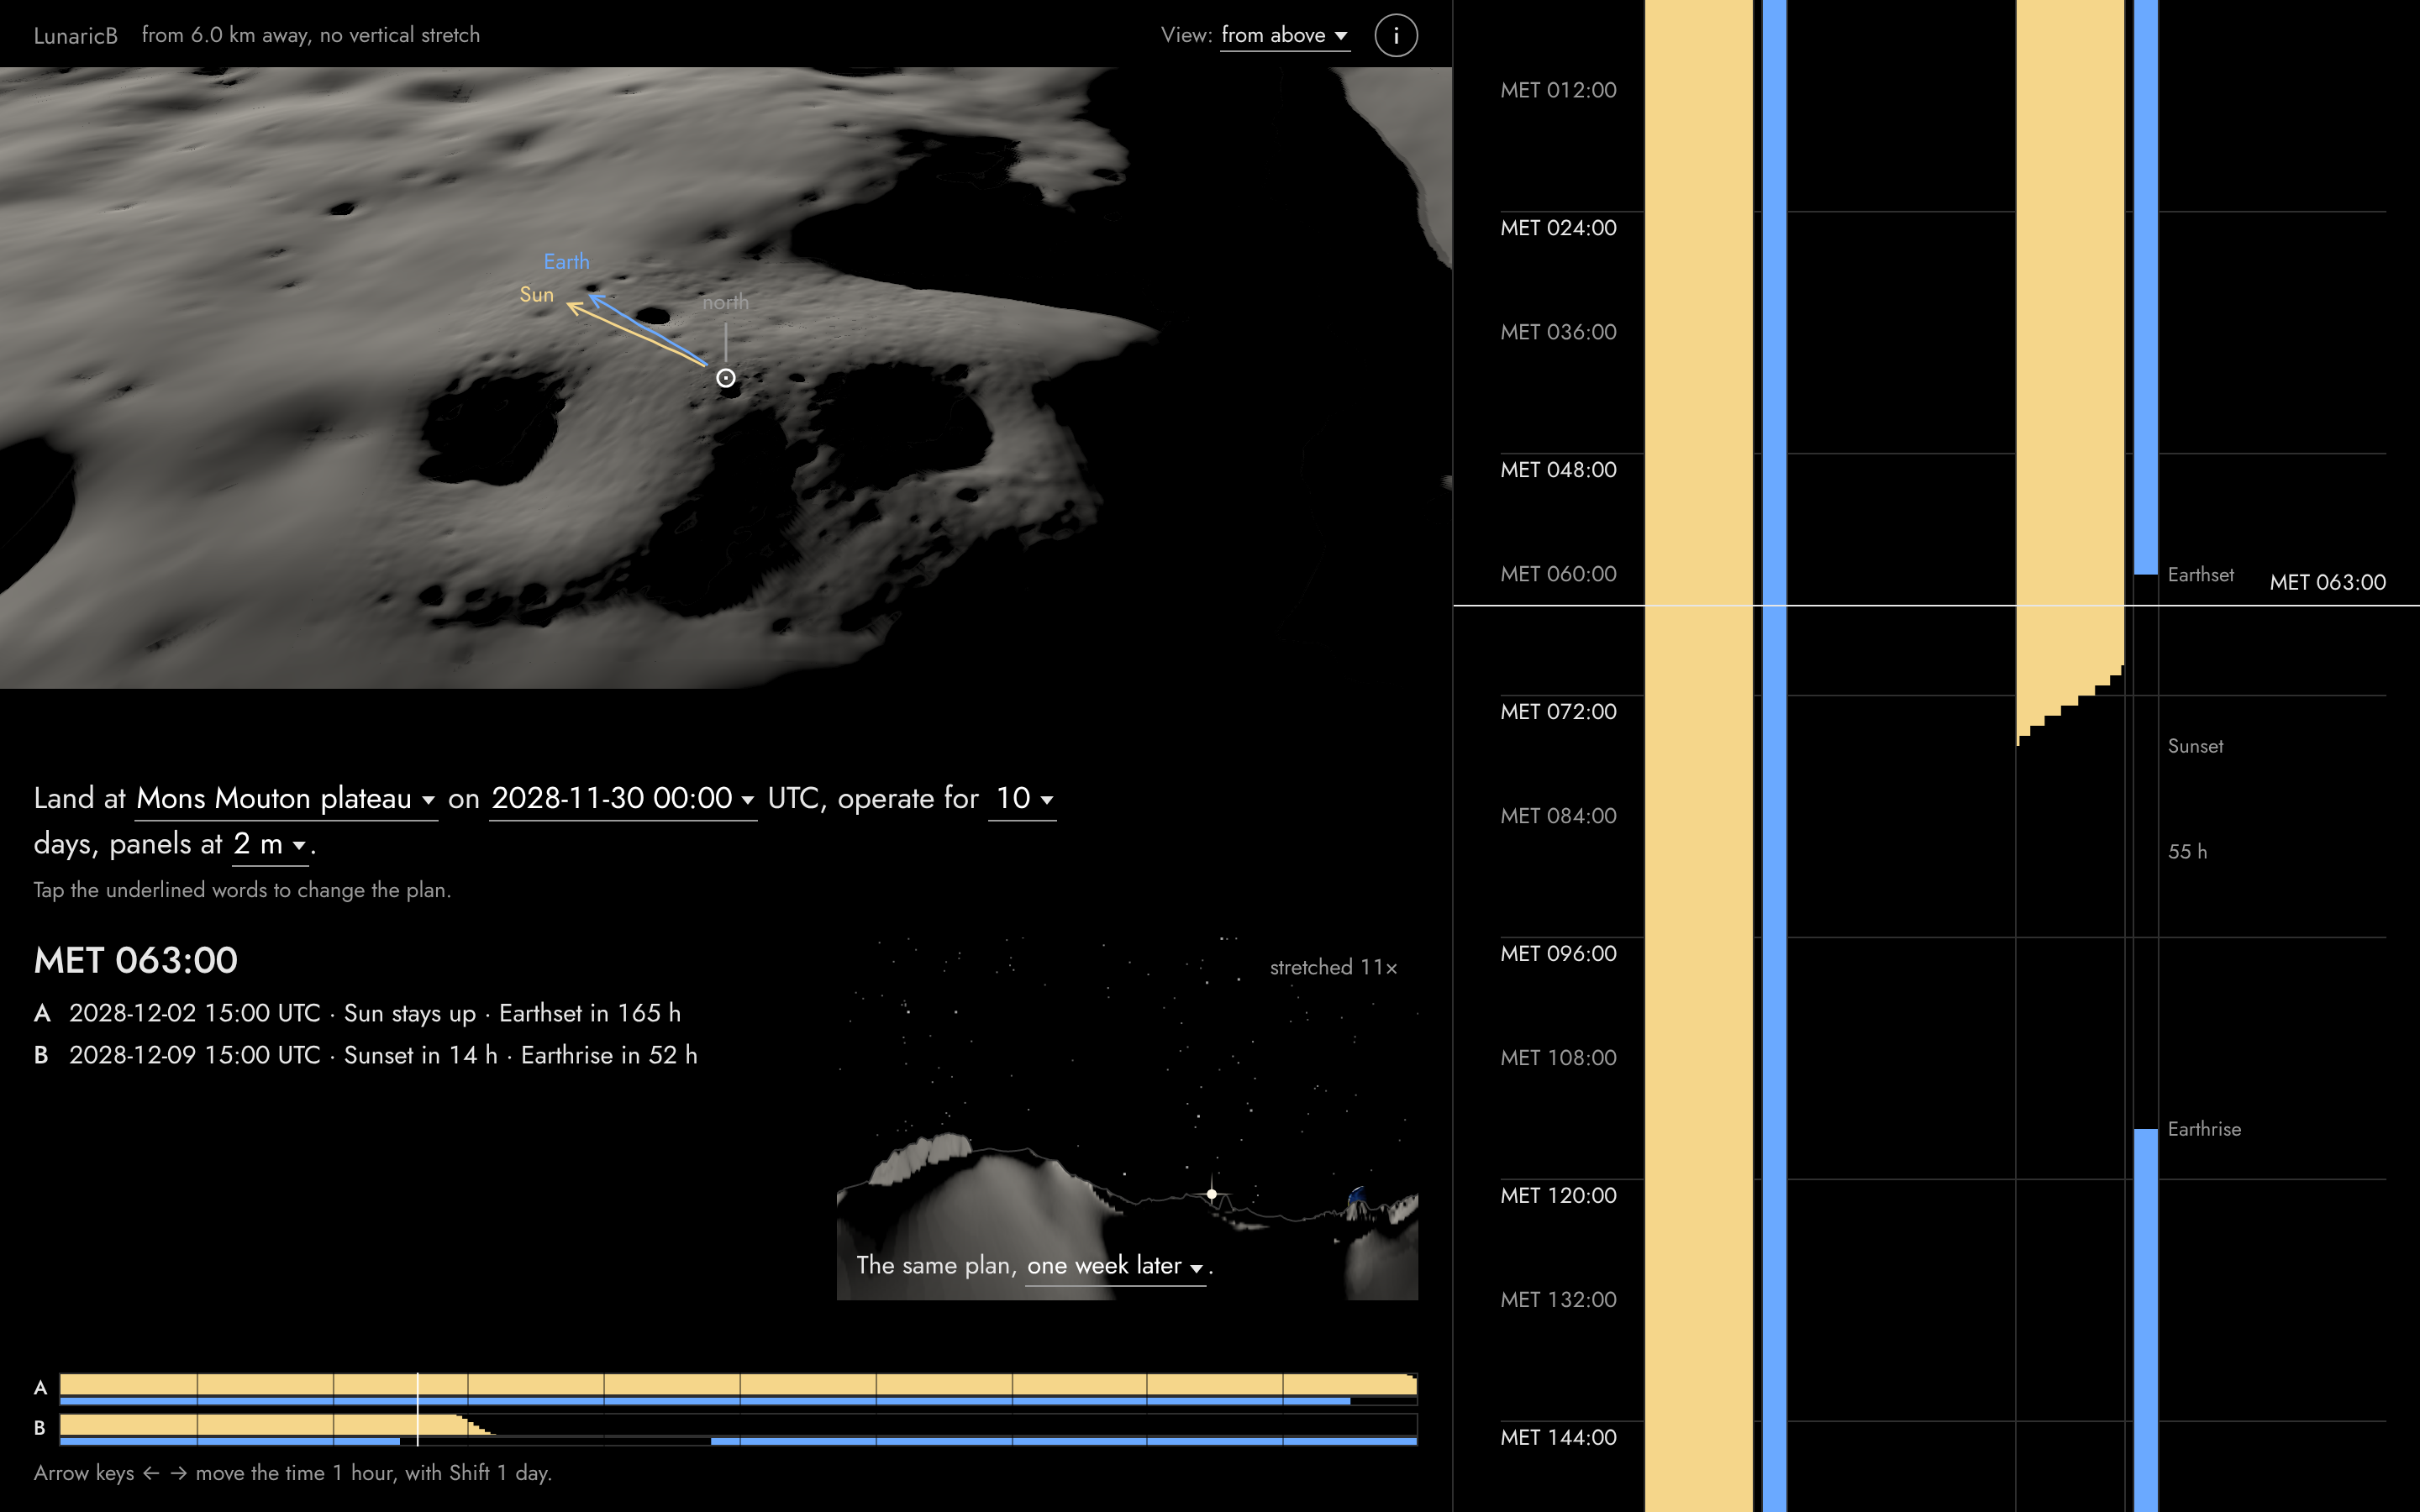 LunaricB from 6.0 km away, no vertical stretch
View: from above
i
Earth
Sun
north
Land at Mons Mouton plateau on 2028-11-30 00:00 UTC, operate for 10
days, panels at 2 m.
Tap the underlined words to change the plan.
MET 063:00
A 2028-12-02 15:00 UTC · Sun stays up · Earthset in 165 h
B 2028-12-09 15:00 UTC · Sunset in 14 h · Earthrise in 52 h
stretched 11×
The same plan, one week later.
A
B
Arrow keys ← → move the time 1 hour, with Shift 1 day.
MET 012:00
MET 024:00
MET 036:00
MET 048:00
MET 060:00
Earthset
MET 063:00
MET 072:00
Sunset
MET 084:00
55 h
MET 096:00
MET 108:00
Earthrise
MET 120:00
MET 132:00
MET 144:00